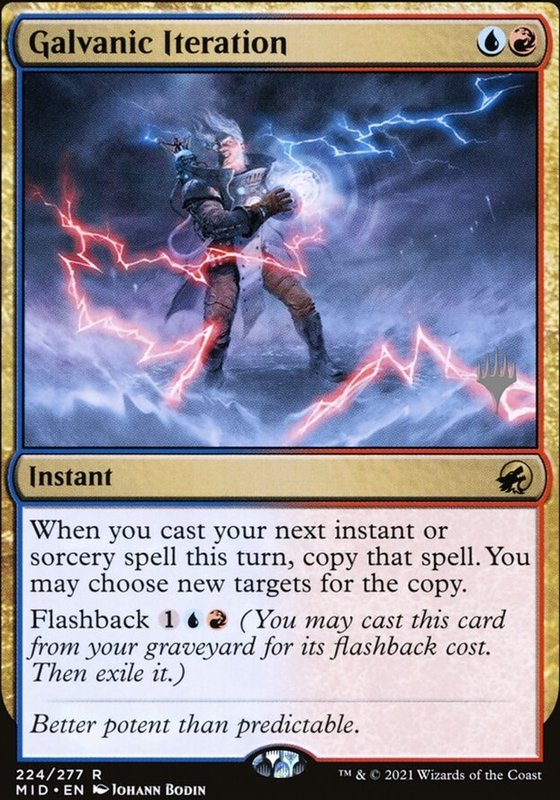 Galvanic Iteration
Instant
When you cast your next instant or
sorcery spell this turn, copy that spell. You
may choose new targets for the copy.
Flashback 1 (You may cast this card
from your graveyard for its flashback cost.
Then exile it.)
Better potent than predictable.
224/277 R
MID • EN Johann Bodin
™ & © 2021 Wizards of the Coast